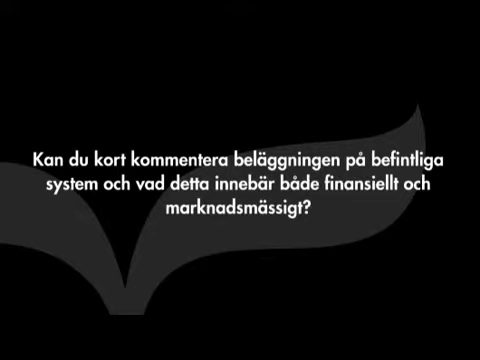 Kan du kort kommentera beläggningen på befintliga
system och vad detta innebär både finansiellt och
marknadsmässigt?